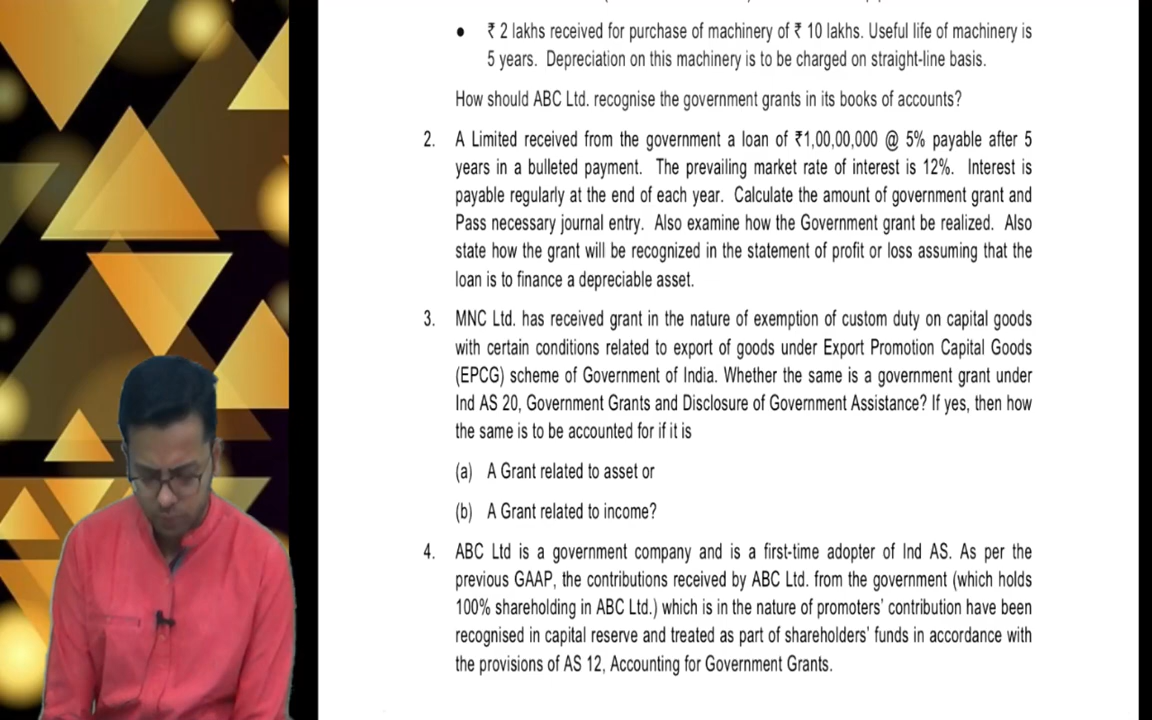 • ₹ 2 lakhs received for purchase of machinery of ₹ 10 lakhs. Useful life of machinery is
5 years. Depreciation on this machinery is to be charged on straight-line basis.
How should ABC Ltd. recognise the government grants in its books of accounts?
2. A Limited received from the government a loan of ₹1,00,00,000 @ 5% payable after 5
years in a bulleted payment. The prevailing market rate of interest is 12%. Interest is
payable regularly at the end of each year. Calculate the amount of government grant and
Pass necessary journal entry. Also examine how the Government grant be realized. Also
state how the grant will be recognized in the statement of profit or loss assuming that the
loan is to finance a depreciable asset.
3. MNC Ltd. has received grant in the nature of exemption of custom duty on capital goods
with certain conditions related to export of goods under Export Promotion Capital Goods
(EPCG) scheme of Government of India. Whether the same is a government grant under
Ind AS 20, Government Grants and Disclosure of Government Assistance? If yes, then how
the same is to be accounted for if it is
(a) A Grant related to asset or
(b) A Grant related to income?
4. ABC Ltd is a government company and is a first-time adopter of Ind AS. As per the
previous GAAP, the contributions received by ABC Ltd. from the government (which holds
100% shareholding in ABC Ltd.) which is in the nature of promoters' contribution have been
recognised in capital reserve and treated as part of shareholders' funds in accordance with
the provisions of AS 12, Accounting for Government Grants.